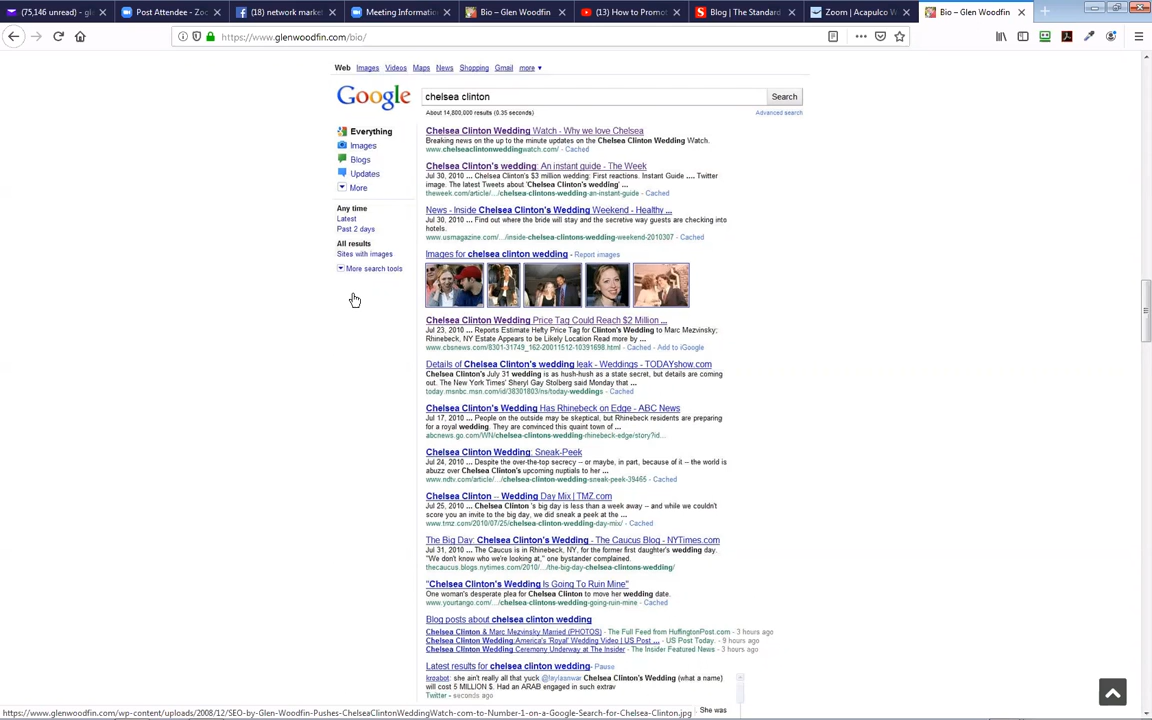 (75,146 unread) - gl
Post Attendee - Zoc
(18) network marke
Meeting Informatio
Bio – Glen Woodfin
(13) How to Promo
Blog | The Standard
Zoom | Acapulco W
Bio – Glen Woodfin
https://www.glenwoodfin.com/bio/
Web Images Videos Maps News Shopping Gmail more
Google
chelsea clinton
Search
About 14,800,000 results (0.35 seconds)
Advanced search
Everything
Images
Blogs
Updates
More
Any time
Latest
Past 2 days
All results
Sites with images
More search tools
Chelsea Clinton Wedding Watch - Why we love Chelsea
Breaking news on the up to the minute updates on the Chelsea Clinton Wedding Watch.
www.chelseaclintonweddingwatch.com/ - Cached
Chelsea Clinton's wedding: An instant guide - The Week
Jul 30, 2010 ... Chelsea Clinton's $3 million wedding: First reactions. Instant Guide .... Twitter
image. The latest Tweets about 'Chelsea Clinton's wedding' ...
theweek.com/article/.../chelsea-clintons-wedding-an-instant-guide - Cached
News - Inside Chelsea Clinton's Wedding Weekend - Healthy ...
Jul 30, 2010 ... Find out where the bride will stay and the secretive way guests are checking into
hotels.
www.usmagazine.com/.../inside-chelsea-clintons-wedding-weekend-2010307 - Cached
Images for chelsea clinton wedding - Report images
Chelsea Clinton Wedding Price Tag Could Reach $2 Million ...
Jul 23, 2010 ... Reports Estimate Hefty Price Tag for Clinton's Wedding to Marc Mezvinsky;
Rhinebeck, NY Estate Appears to be Likely Location Read more by ...
www.cbsnews.com/8301-31749_162-20011512-10391698.html - Cached - Add to iGoogle
Details of Chelsea Clinton's wedding leak - Weddings - TODAYshow.com
Chelsea Clinton's July 31 wedding is as hush-hush as a state secret, but details are coming
out. The New York Times' Sheryl Gay Stolberg said Monday that ...
today.msnbc.msn.com/id/38301803/ns/today-weddings - Cached
Chelsea Clinton's Wedding Has Rhinebeck on Edge - ABC News
Jul 17, 2010 ... People on the outside may be skeptical, but Rhinebeck residents are preparing
for a royal wedding. They are convinced this quaint town of ...
abcnews.go.com/WN/chelsea-clintons-wedding-rhinebeck-edge/story?id...
Chelsea Clinton Wedding: Sneak-Peek
Jul 24, 2010 ... Despite the over-the-top secrecy -- or maybe, in part, because of it -- the world is
abuzz over Chelsea Clinton's upcoming nuptials to her ...
www.ndtv.com/article/.../chelsea-clinton-wedding-sneak-peek-39465 - Cached
Chelsea Clinton -- Wedding Day Mix | TMZ.com
Jul 25, 2010 ... Chelsea Clinton 's big day is less than a week away -- and while we couldn't
score you an invite to the big day, we did sneak a peek at the ...
www.tmz.com/2010/07/25/chelsea-clinton-wedding-day-mix/ - Cached
The Big Day: Chelsea Clinton's Wedding - The Caucus Blog - NYTimes.com
Jul 31, 2010 ... The Caucus is in Rhinebeck, NY, for the former first daughter's wedding day.
"We don't know who we're looking at," one bystander complained.
thecaucus.blogs.nytimes.com/2010/.../the-big-day-chelsea-clintons-wedding/
"Chelsea Clinton's Wedding Is Going To Ruin Mine"
One woman's desperate plea for Chelsea Clinton to move her wedding date.
www.yourtango.com/.../chelsea-clintons-wedding-going-ruin-mine - Cached
Blog posts about chelsea clinton wedding
Chelsea Clinton & Marc Mezvinsky Married (PHOTOS) - The Full Feed from HuffingtonPost.com - 3 hours ago
Chelsea Clinton Wedding:America's 'Royal' Wedding Video | US Post ... - US Post Today. - 9 hours ago
Chelsea Clinton Wedding Ceremony Underway at The Insider - The Insider Featured News - 3 hours ago
Latest results for chelsea clinton wedding - Pause
kreabot: she ain't really all that yuck @faylaanwar Chelsea Clinton's Wedding (what a name)
will cost 5 MILLION $. Had an ARAB engaged in such extrav
Twitter - seconds ago
She was
https://www.glenwoodfin.com/wp-content/uploads/2008/12/SEO-by-Glen-Woodfin-Pushes-ChelseaClintonWeddingWatch-com-to-Number-1-on-a-Google-Search-for-Chelsea-Clinton.jpg